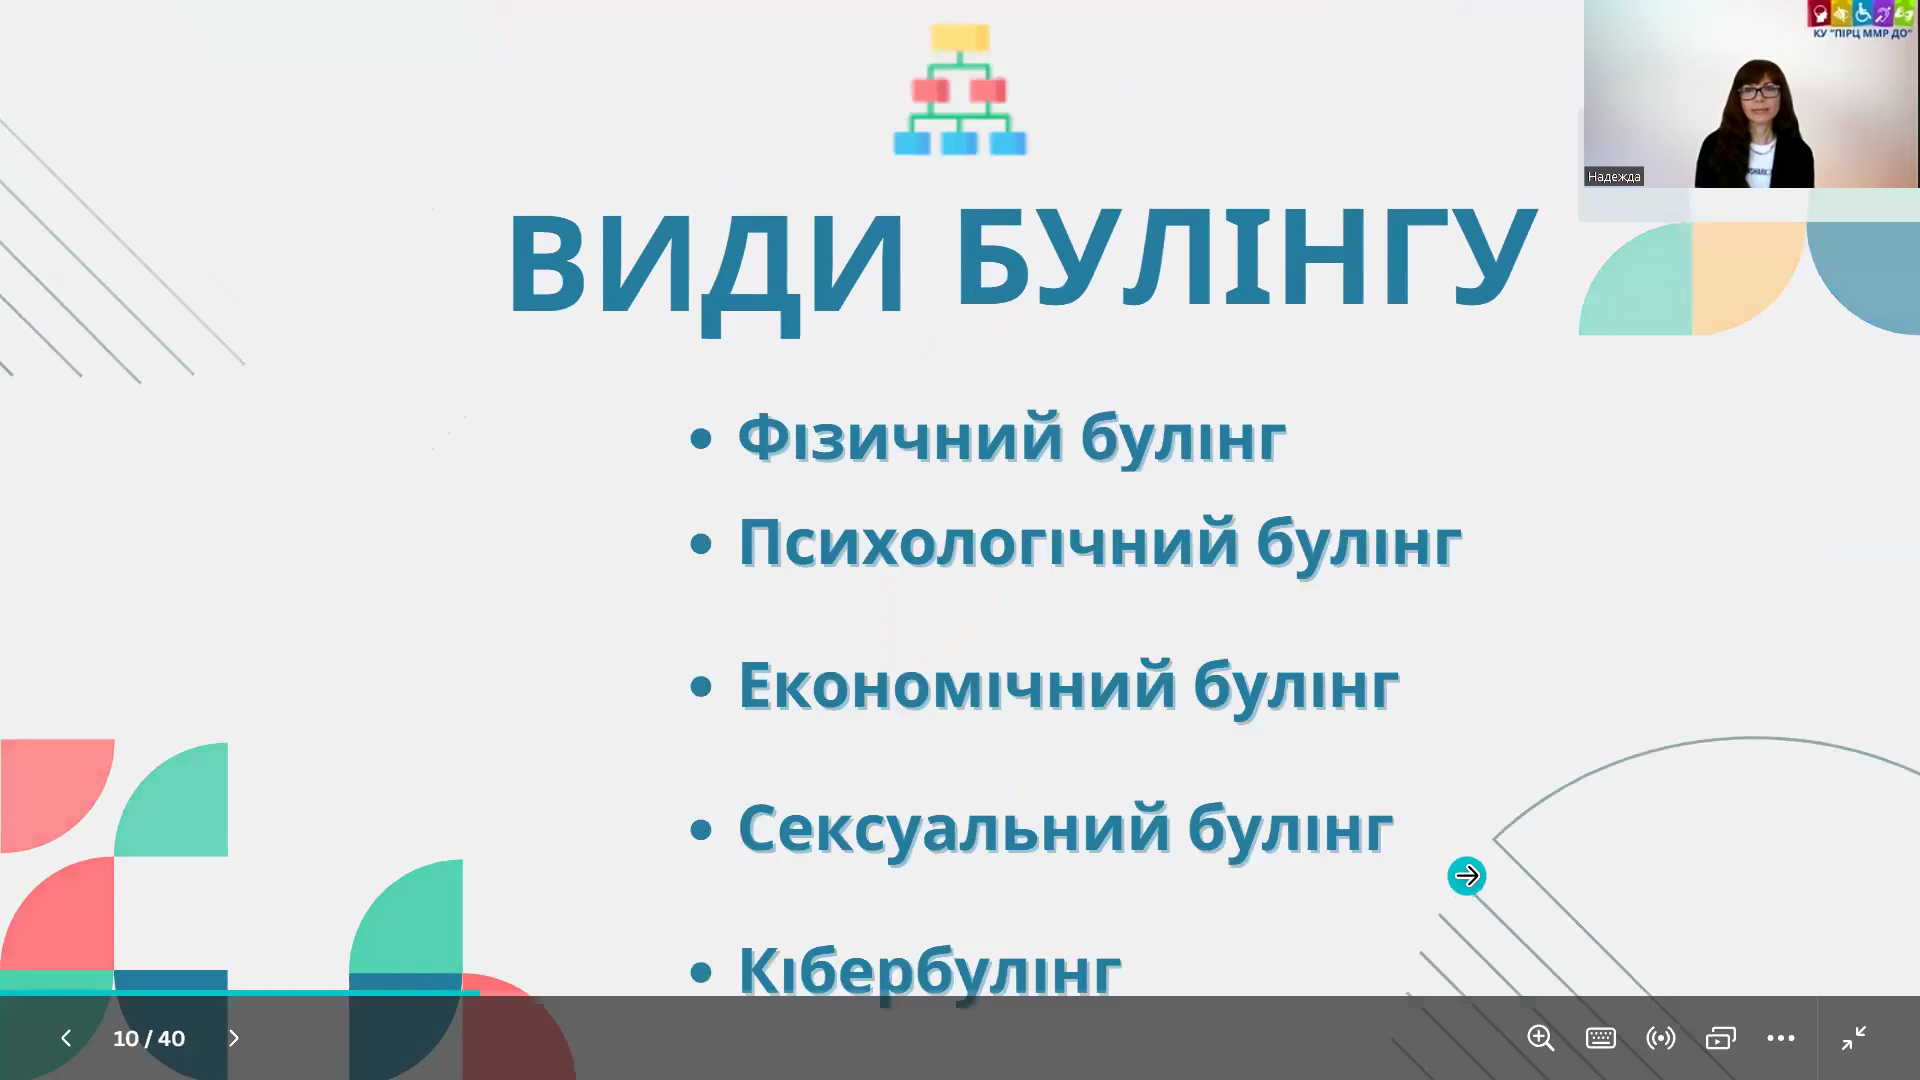 КУ "ПІРЦ ММР ДО"
Надежда
ВИДИ БУЛІНГУ
• Фізичний булінг
• Психологічний булінг
• Економічний булінг
• Сексуальний булінг
• Кібербулінг
10 / 40